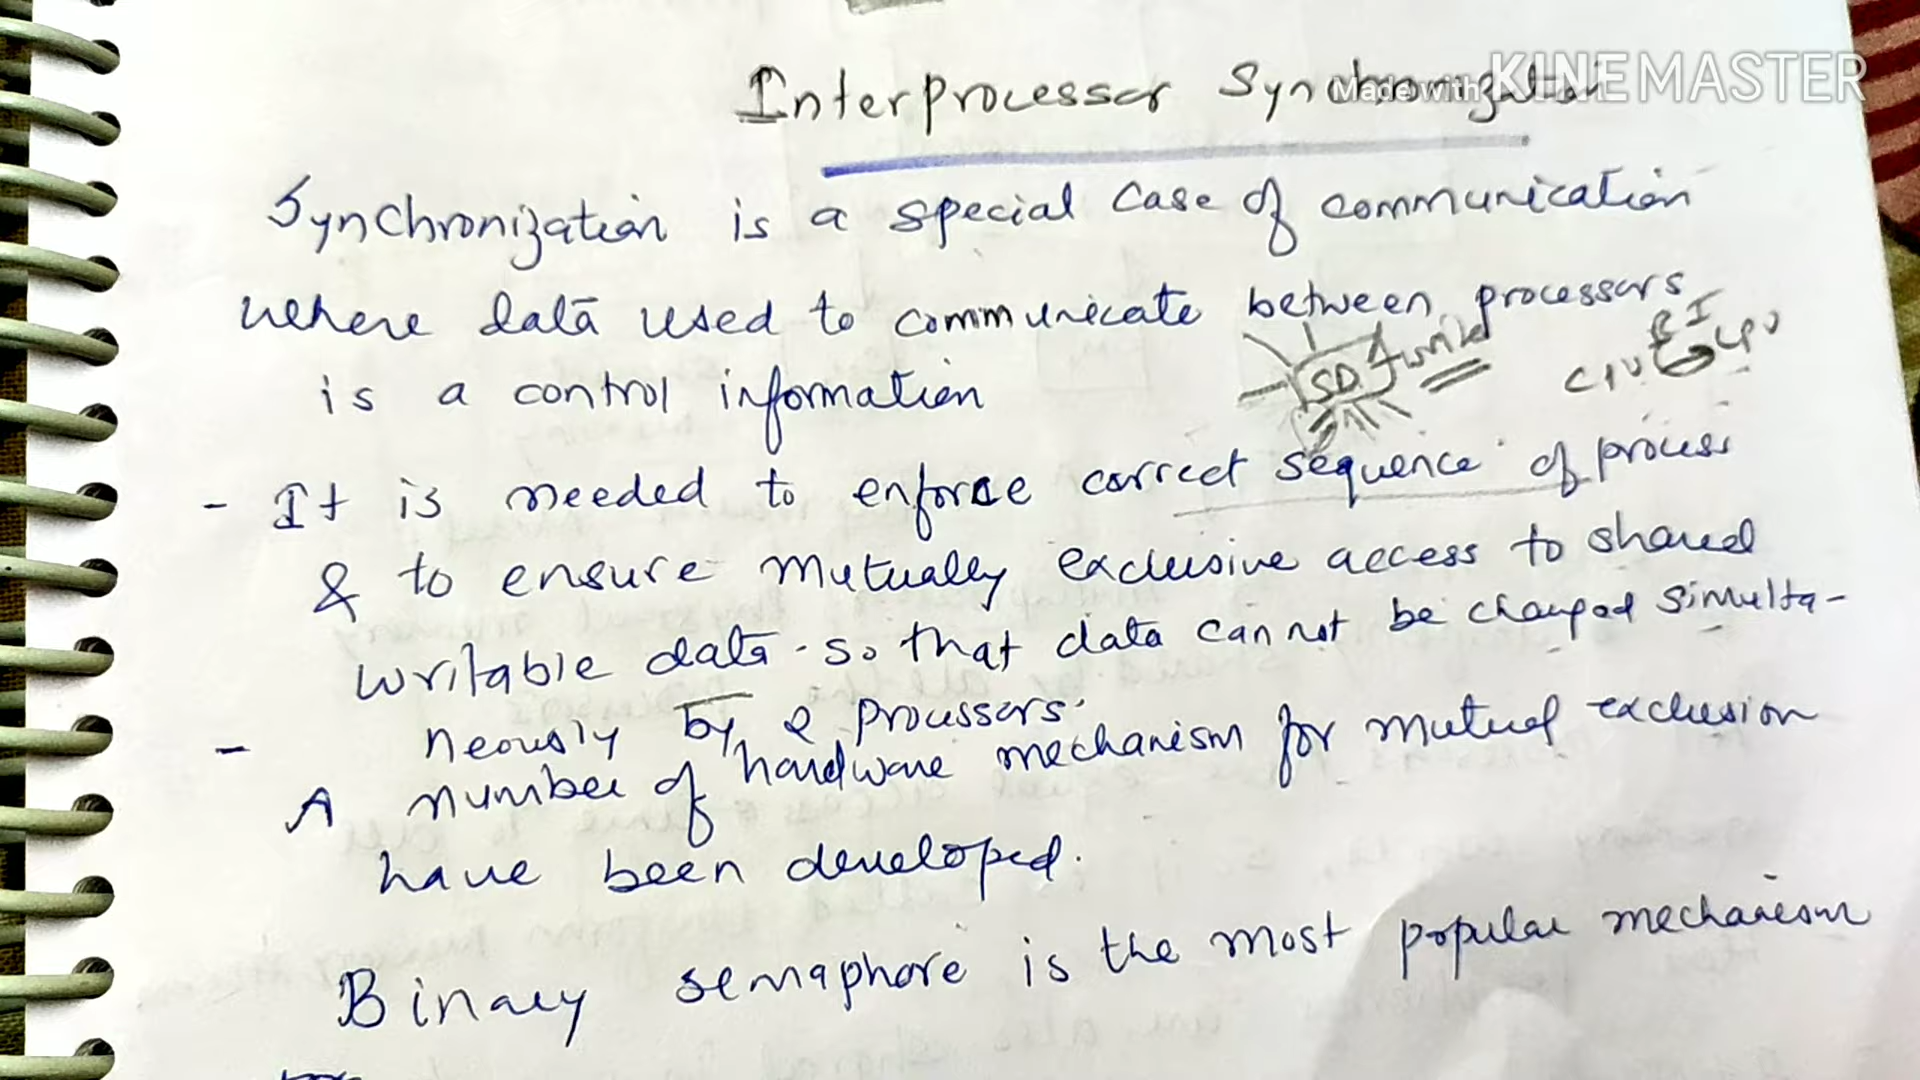 Interprocessor Synchronizatoi
Made with KINEMASTER
Synchronization is a special case of communication
where data used to communicate between processors
is a control information
SD
CPU
- It is needed to enforce correct sequence of process
& to ensure mutually exclusive access to shared
writable data. so that data can not be changed simulta-
neously by 2 processors.
- A number of hardware mechanism for mutual exclusion
have been developed.
Binary semaphore is the most popular mechanism